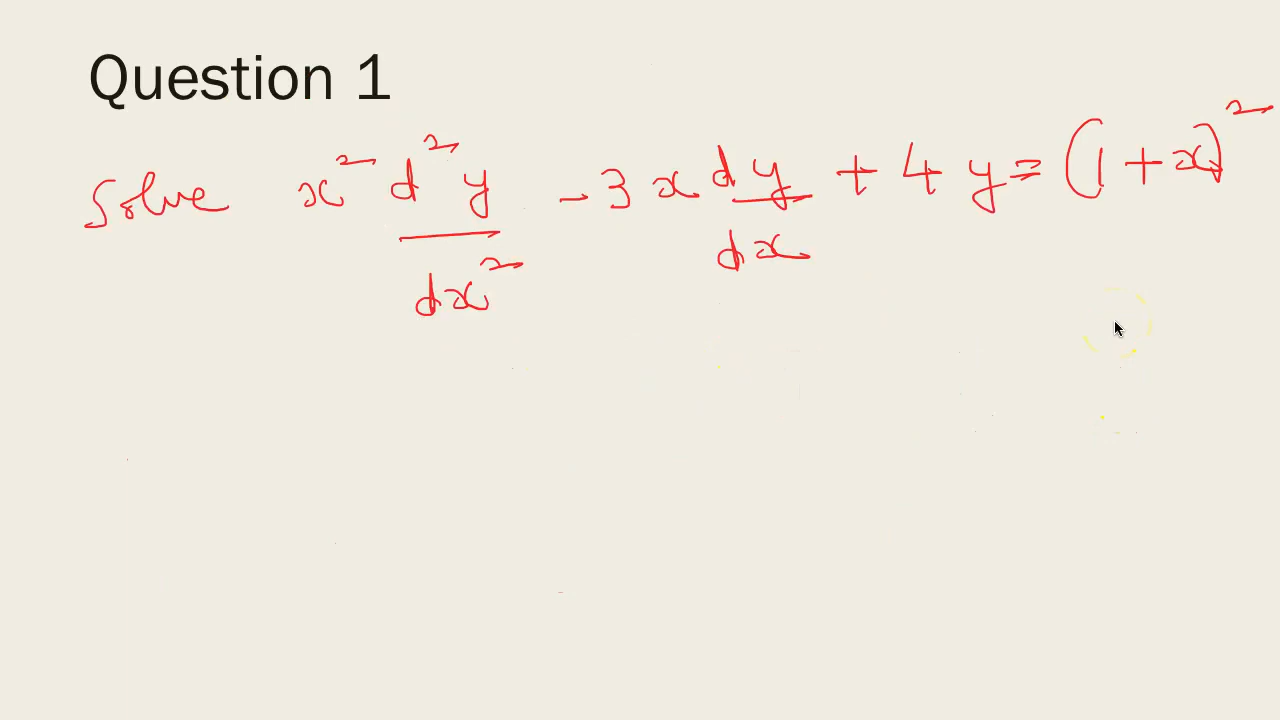 Question 1
Solve x² d²y/dx² - 3x dy/dx + 4y = (1 + x)²